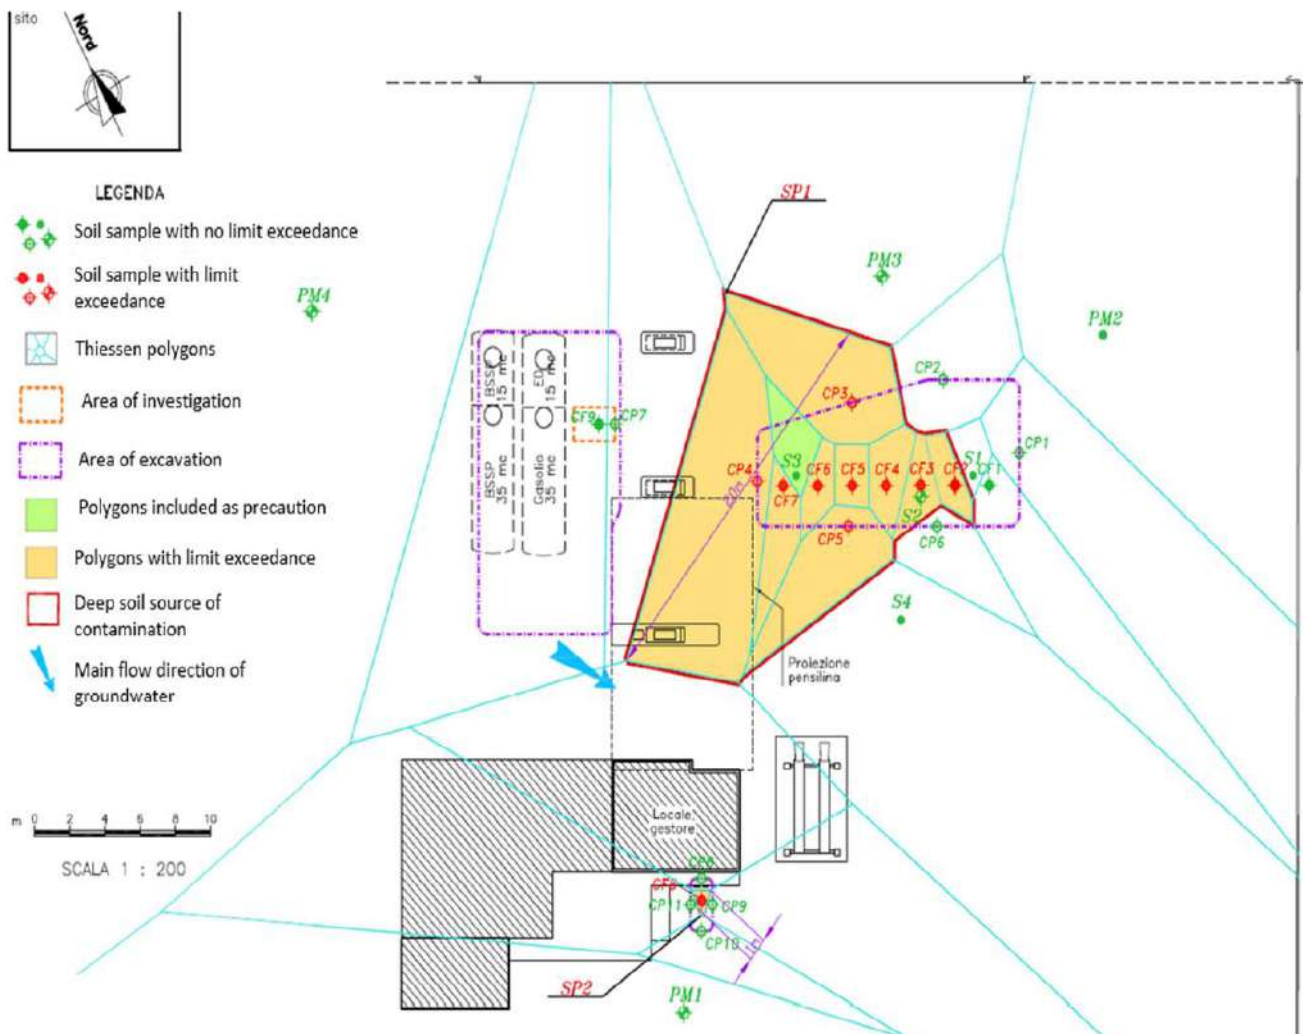 sito
Nord
LEGENDA
Soil sample with no limit exceedance
Soil sample with limit
exceedance
Thiessen polygons
Area of investigation
Area of excavation
Polygons included as precaution
Polygons with limit exceedance
Deep soil source of
contamination
Main flow direction of
groundwater
m 0 2 4 6 8 10
SCALA 1 : 200
PM4
SP1
PM3
PM2
BSSP
15 mc
ED
15 mc
BSSP
35 mc
Gasolio
35 mc
CF9
CP7
CP2
CP3
CP1
CP4
S3
CF7
CF6
CF5
CF4
CF3
CF2
S1
CF1
S2
CP5
CP6
20m
S4
Proiezione
pensilina
Locale
gestore
CP8
CF8
CP11
CP9
CP10
SP2
PM1